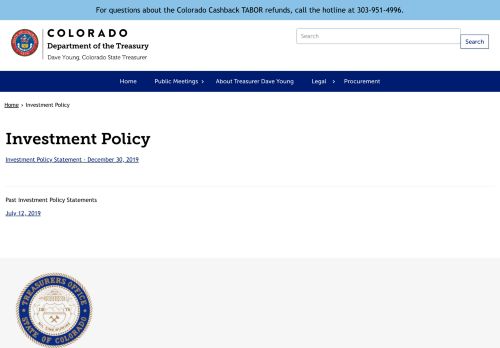 For questions about the Colorado Cashback TABOR refunds, call the hotline at 303-951-4996.
COLORADO
Department of the Treasury
Dave Young, Colorado State Treasurer
Search
Search
Home
Public Meetings ›
About Treasurer Dave Young
Legal ›
Procurement
Home › Investment Policy
Investment Policy
Investment Policy Statement - December 30, 2019
Past Investment Policy Statements
July 12, 2019
TREASURERS OFFICE
STATE OF COLORADO